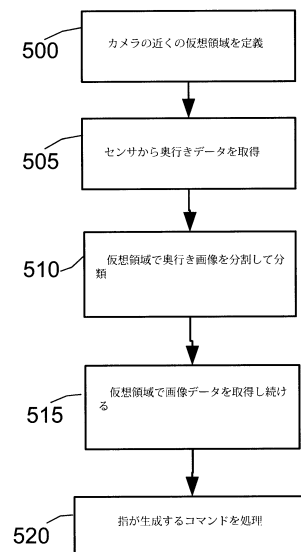 500
カメラの近くの仮想領域を定義
505
センサから奥行きデータを取得
510
仮想領域で奥行き画像を分割して分
類
515
仮想領域で画像データを取得し続け
る
520
指が生成するコマンドを処理